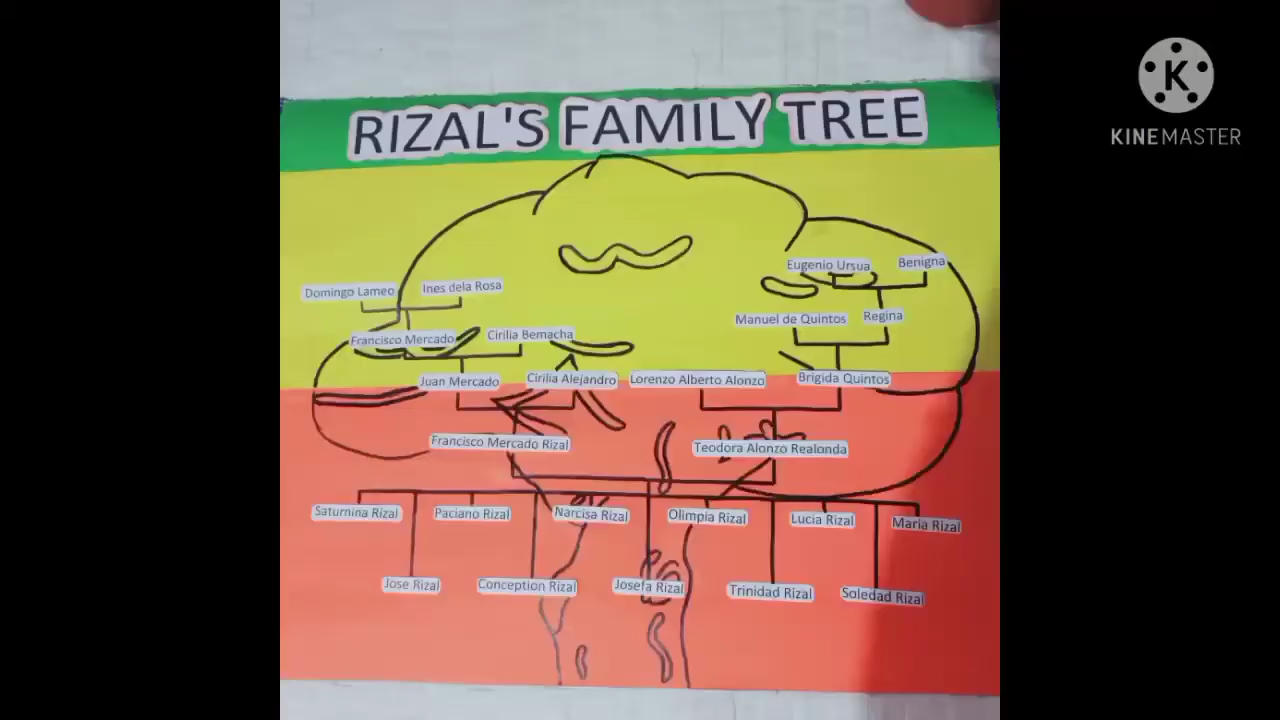 RIZAL'S FAMILY TREE
KINEMASTER
Eugenio Ursua
Benigna
Domingo Lameo
Ines dela Rosa
Manuel de Quintos
Regina
Francisco Mercado
Cirilia Bemacha
Juan Mercado
Cirilia Alejandro
Lorenzo Alberto Alonzo
Brigida Quintos
Francisco Mercado Rizal
Teodora Alonzo Realonda
Saturnina Rizal
Paciano Rizal
Narcisa Rizal
Olimpia Rizal
Lucia Rizal
Maria Rizal
Jose Rizal
Conception Rizal
Josefa Rizal
Trinidad Rizal
Soledad Rizal